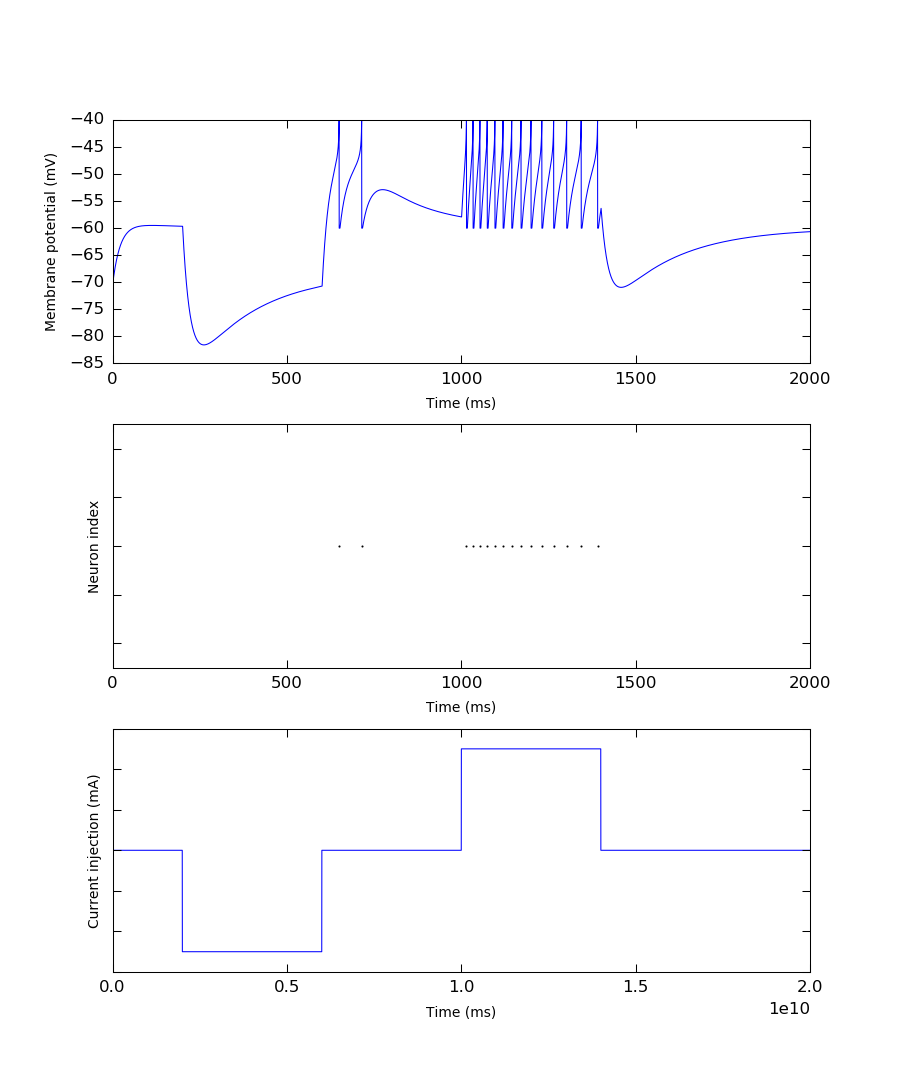 −40
−45
−50
−55
−60
−65
−70
−75
−80
−85
Membrane potential (mV)
0 500 1000 1500 2000
Time (ms)
Neuron index
0 500 1000 1500 2000
Time (ms)
Current injection (mA)
0.0 0.5 1.0 1.5 2.0
1e10
Time (ms)